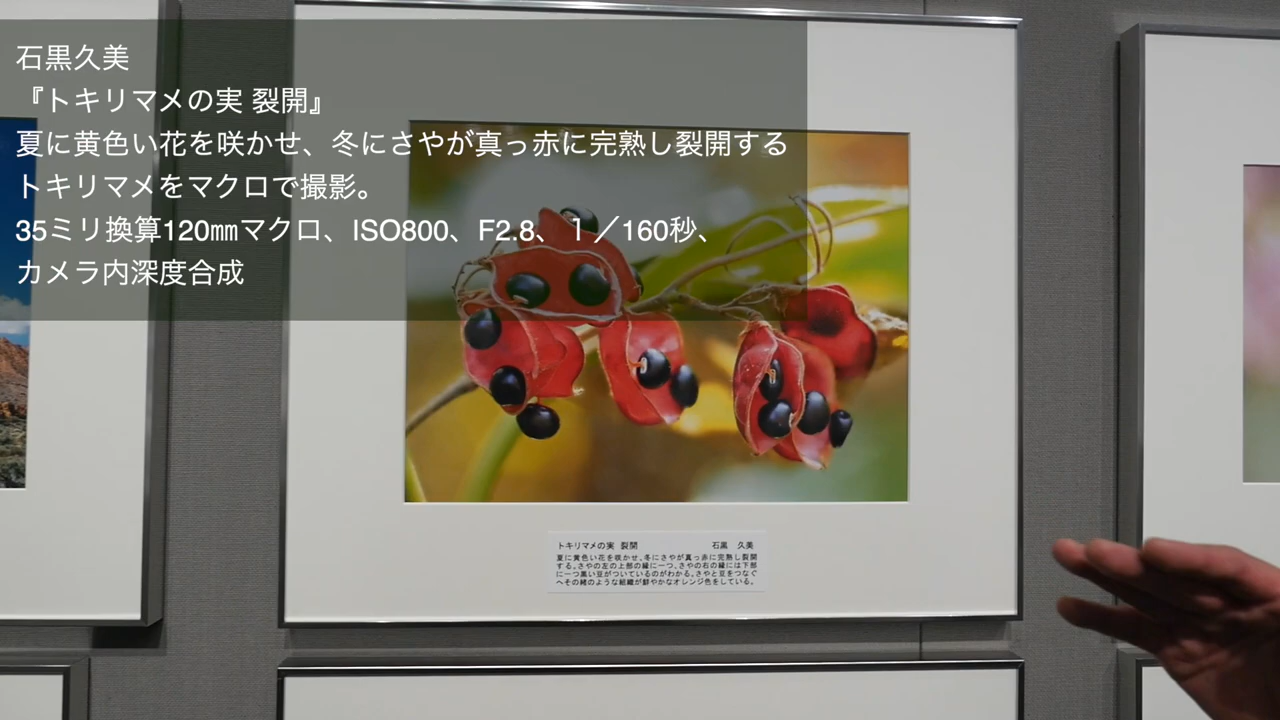 石黒久美
『トキリマメの実 裂開』
夏に黄色い花を咲かせ、冬にさやが真っ赤に完熟し裂開する
トキリマメをマクロで撮影。
35ミリ換算120㎜マクロ、ISO800、F2.8、１／160秒、
カメラ内深度合成
トキリマメの実 裂開 石黒 久美
夏に黄色い花を咲かせ、冬にさやが真っ赤に完熟し裂開
する。さやの左の上部の縁に一つ、さやの右の縁には下部
に一つ黒い豆がついているのがわかる。さやと豆をつなぐ
へその緒のような組織が鮮やかなオレンジ色をしている。